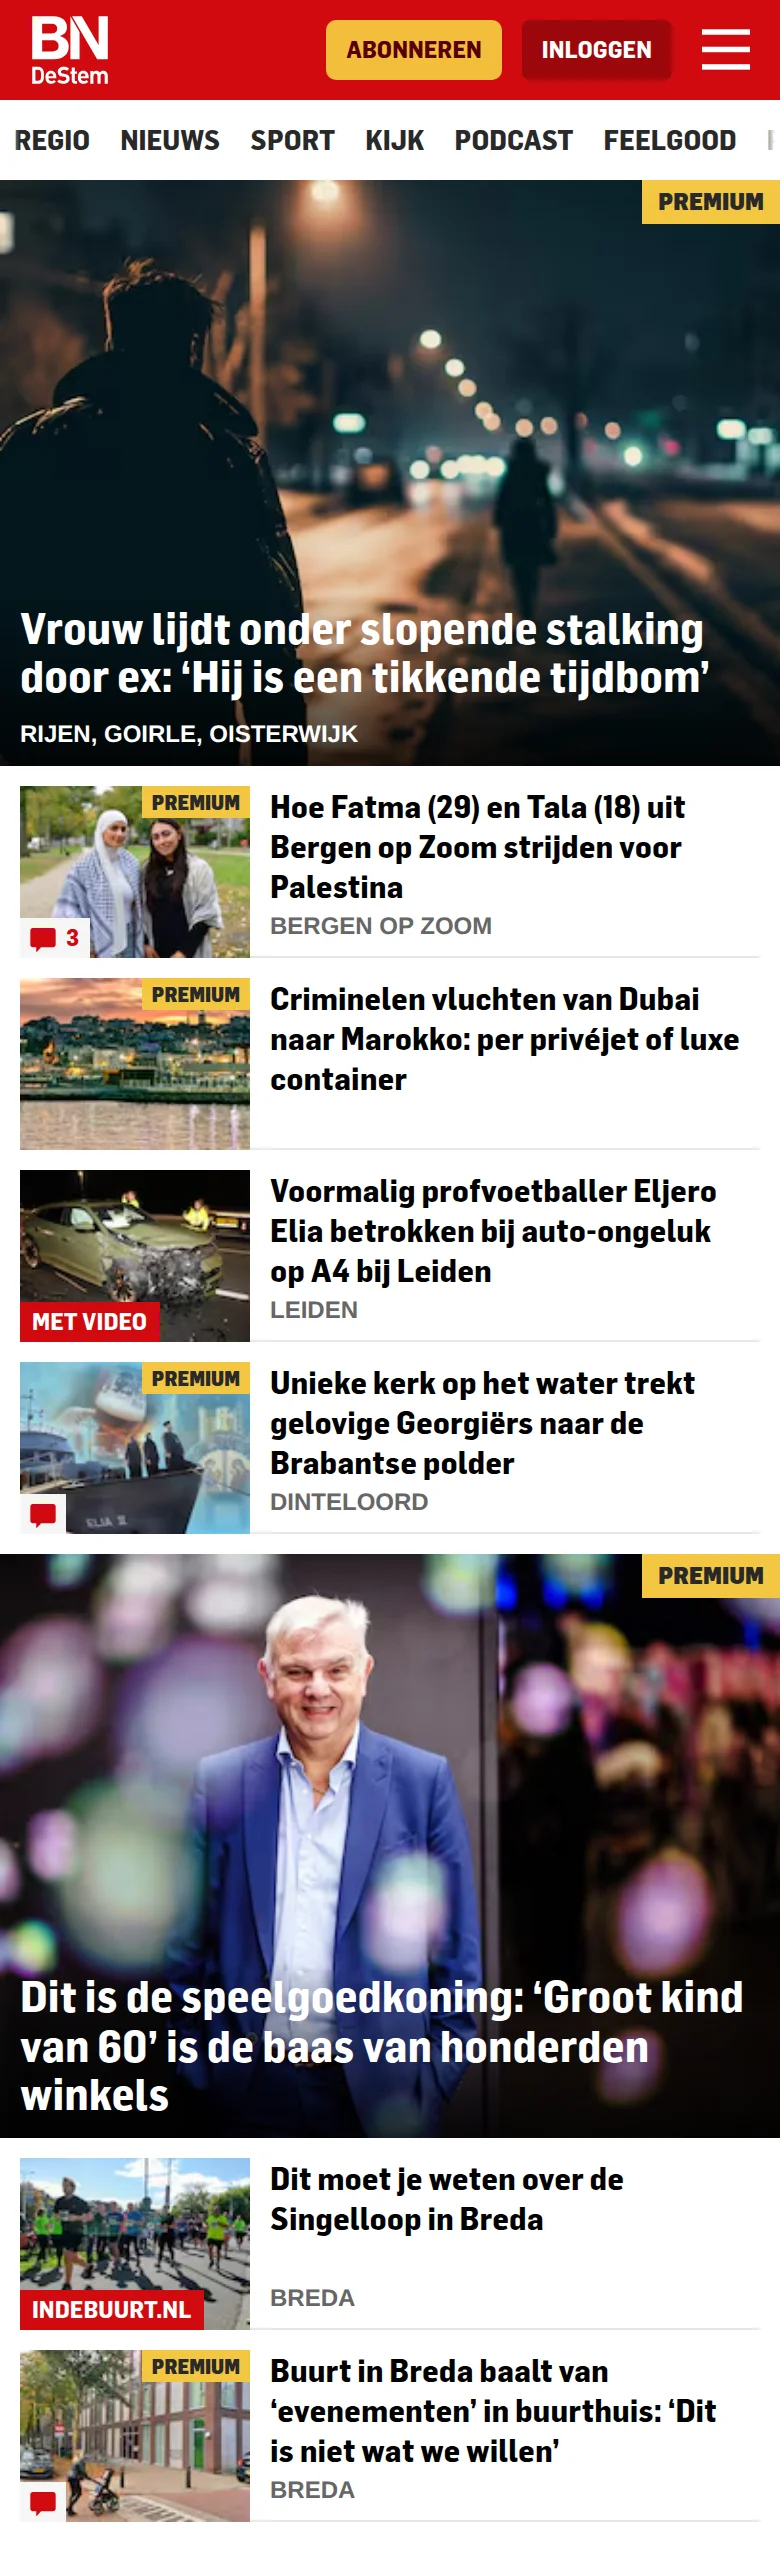 BN
DeStem
ABONNEREN
INLOGGEN
REGIO NIEUWS SPORT KIJK PODCAST FEELGOOD
PREMIUM
Vrouw lijdt onder slopende stalking
door ex: ‘Hij is een tikkende tijdbom’
RIJEN, GOIRLE, OISTERWIJK
PREMIUM
3
Hoe Fatma (29) en Tala (18) uit
Bergen op Zoom strijden voor
Palestina
BERGEN OP ZOOM
PREMIUM
Criminelen vluchten van Dubai
naar Marokko: per privéjet of luxe
container
MET VIDEO
Voormalig profvoetballer Eljero
Elia betrokken bij auto-ongeluk
op A4 bij Leiden
LEIDEN
PREMIUM
ELIA II
Unieke kerk op het water trekt
gelovige Georgiërs naar de
Brabantse polder
DINTELOORD
PREMIUM
Dit is de speelgoedkoning: ‘Groot kind
van 60’ is de baas van honderden
winkels
INDEBUURT.NL
Dit moet je weten over de
Singelloop in Breda
BREDA
PREMIUM
Buurt in Breda baalt van
‘evenementen’ in buurthuis: ‘Dit
is niet wat we willen’
BREDA